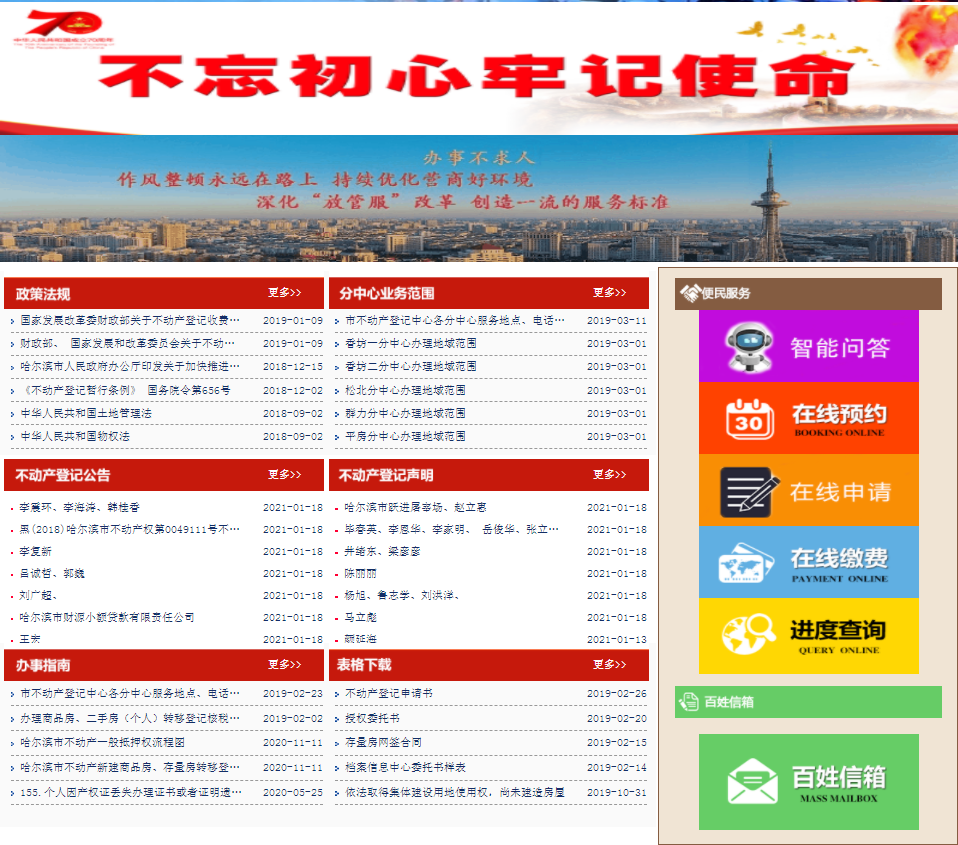 不忘初心牢记使命
办事不求人
作风整顿永远在路上 持续优化营商好环境
深化“放管服”改革 创造一流的服务标准
政策法规 更多>>
国家发展改革委财政部关于不动产登记收费… 2019-01-09
财政部、 国家发展和改革委员会关于不动… 2019-01-09
哈尔滨市人民政府办公厅印发关于加快推进… 2018-12-15
《不动产登记暂行条例》 国务院令第656号 2018-12-02
中华人民共和国土地管理法 2018-09-02
中华人民共和国物权法 2018-09-02
分中心业务范围 更多>>
市不动产登记中心各分中心服务地点、电话… 2019-03-11
香坊一分中心办理地域范围 2019-03-01
香坊二分中心办理地域范围 2019-03-01
松北分中心办理地域范围 2019-03-01
群力分中心办理地域范围 2019-03-01
平房分中心办理地域范围 2019-03-01
不动产登记公告 更多>>
李震环、李海涛、韩桂香 2021-01-18
黑(2018)哈尔滨市不动产权第0049111号不… 2021-01-18
李复新 2021-01-18
吕诚哲、郭巍 2021-01-18
刘广超、 2021-01-18
哈尔滨市财源小额贷款有限责任公司 2021-01-18
王宏 2021-01-18
不动产登记声明 更多>>
哈尔滨市跃进屠宰场、赵立惠 2021-01-18
毕春英、李恩华、李家明、 岳俊华、张立… 2021-01-18
井绪东、梁彦彦 2021-01-18
陈丽丽 2021-01-18
杨旭、鲁志学、刘洪泽、 2021-01-18
马立彪 2021-01-18
顾延海 2021-01-13
办事指南 更多>>
市不动产登记中心各分中心服务地点、电话… 2019-02-23
办理商品房、二手房（个人）转移登记核税… 2019-02-02
哈尔滨市不动产一般抵押权流程图 2020-11-11
哈尔滨市不动产新建商品房、存量房转移登… 2020-11-11
155.个人因产权证丢失办理证书或者证明遗… 2020-05-25
表格下载 更多>>
不动产登记申请书 2019-02-26
授权委托书 2019-02-20
存量房网签合同 2019-02-15
档案信息中心委托书样表 2019-02-14
依法取得集体建设用地使用权，尚未建造房屋 2019-10-31
便民服务
智能问答
30
在线预约
BOOKING ONLINE
在线申请
在线缴费
PAYMENT ONLINE
进度查询
QUERY ONLINE
百姓信箱
百姓信箱
MASS MAILBOX